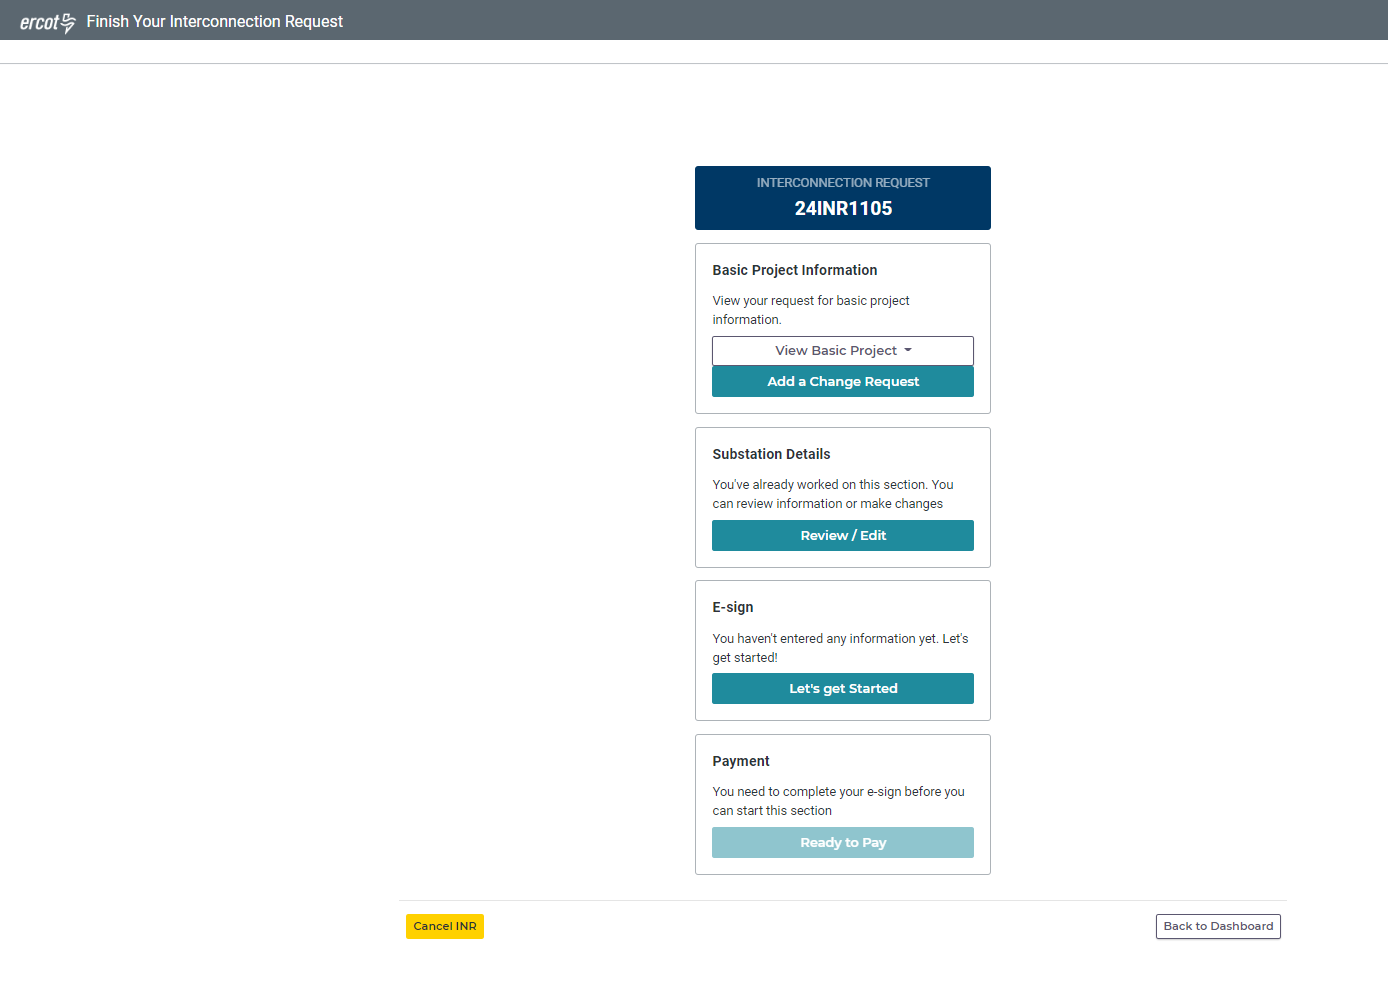 ercot Finish Your Interconnection Request
INTERCONNECTION REQUEST
24INR1105
Basic Project Information
View your request for basic project
information.
View Basic Project
Add a Change Request
Substation Details
You've already worked on this section. You
can review information or make changes
Review / Edit
E-sign
You haven't entered any information yet. Let's
get started!
Let's get Started
Payment
You need to complete your e-sign before you
can start this section
Ready to Pay
Cancel INR
Back to Dashboard